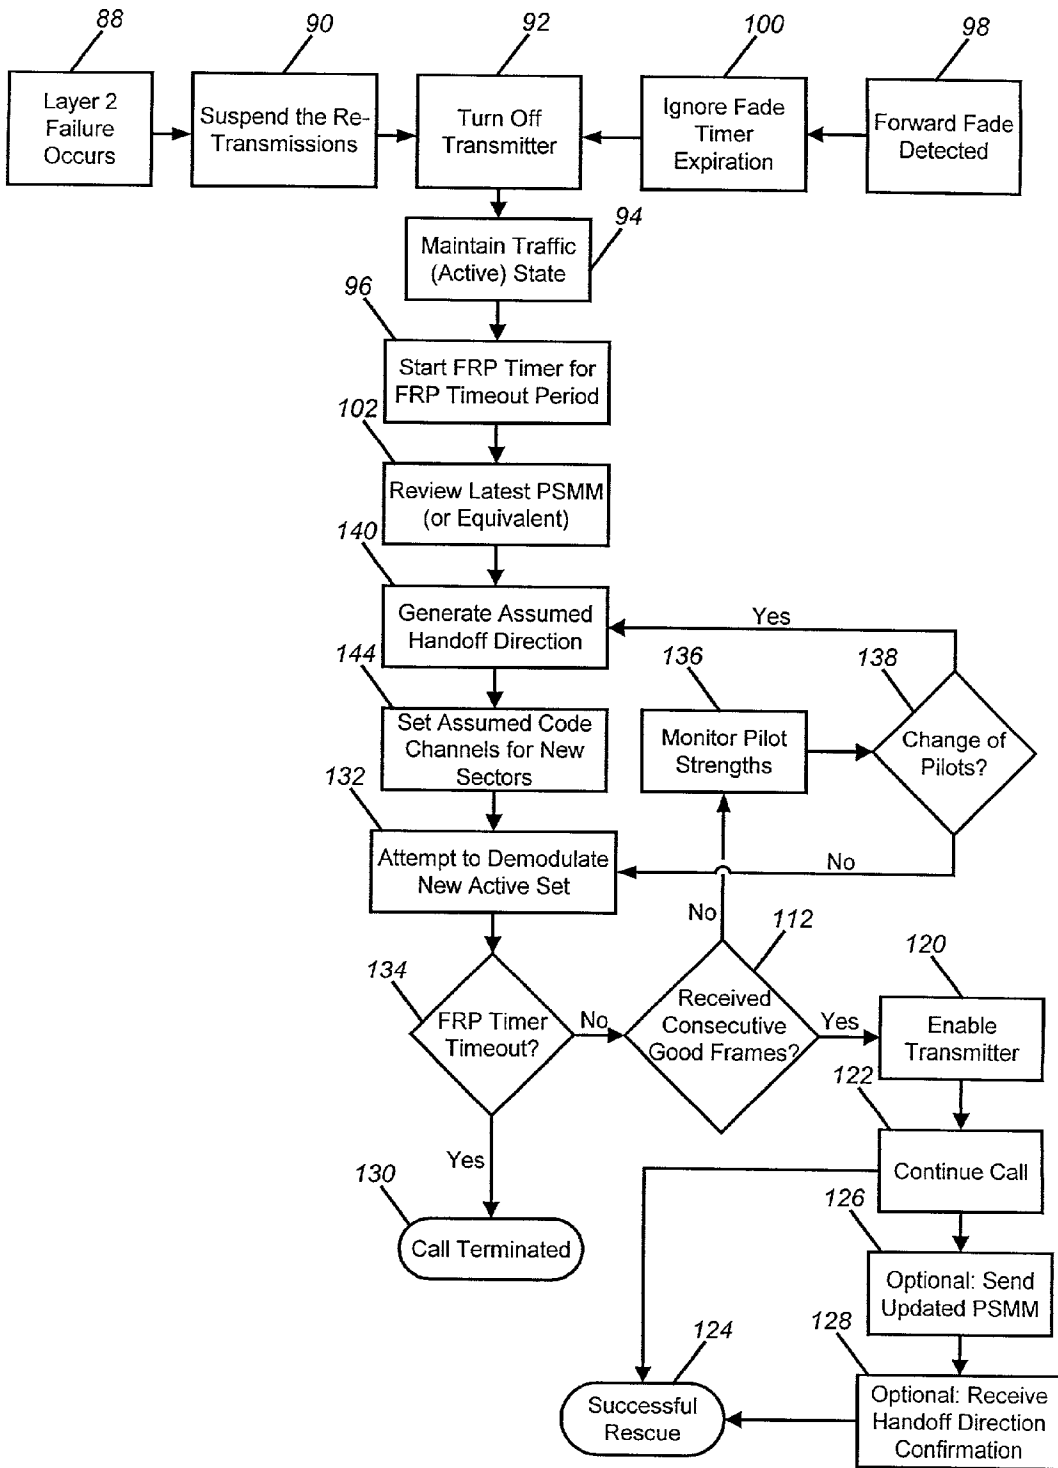 88
90
92
100
98
Layer 2
Failure
Occurs
Suspend the Re-
Transmissions
Turn Off
Transmitter
Ignore Fade
Timer
Expiration
Forward Fade
Detected
94
Maintain Traffic
(Active) State
96
Start FRP Timer for
FRP Timeout Period
102
Review Latest PSMM
(or Equivalent)
140
Generate Assumed
Handoff Direction
Yes
144
136
138
Set Assumed Code
Channels for New
Sectors
Monitor Pilot
Strengths
Change of
Pilots?
132
Attempt to Demodulate
New Active Set
No
No
112
120
134
FRP Timer
Timeout?
No
Received
Consecutive
Good Frames?
Yes
Enable
Transmitter
122
Yes
Continue Call
130
126
Call Terminated
Optional: Send
Updated PSMM
128
124
Successful
Rescue
Optional: Receive
Handoff Direction
Confirmation